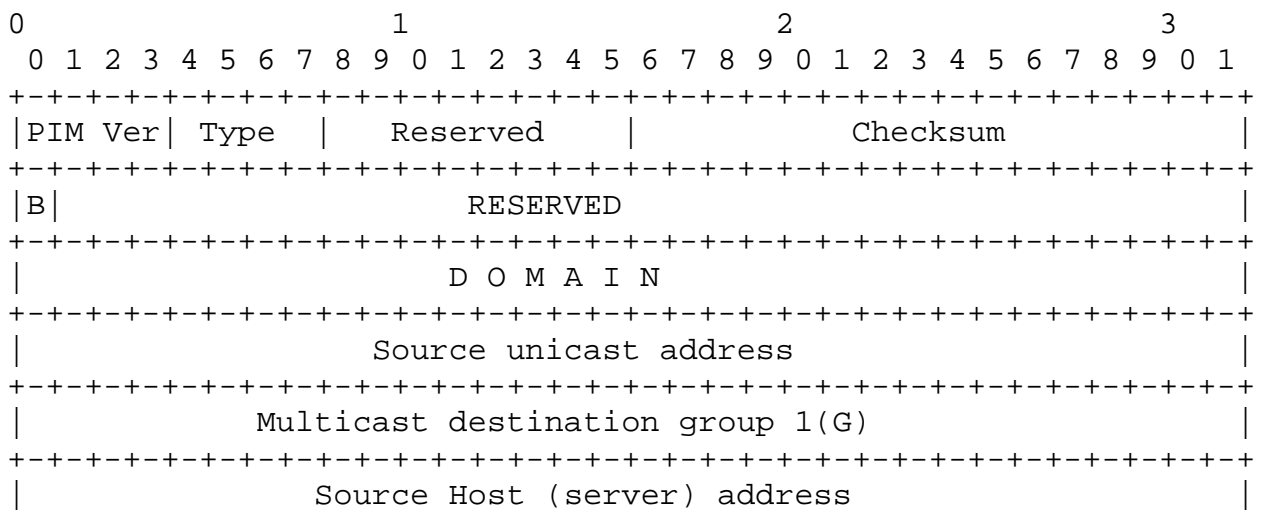 0                   1                   2                   3
 0 1 2 3 4 5 6 7 8 9 0 1 2 3 4 5 6 7 8 9 0 1 2 3 4 5 6 7 8 9 0 1
+-+-+-+-+-+-+-+-+-+-+-+-+-+-+-+-+-+-+-+-+-+-+-+-+-+-+-+-+-+-+-+-+
|PIM Ver| Type  |   Reserved    |           Checksum            |
+-+-+-+-+-+-+-+-+-+-+-+-+-+-+-+-+-+-+-+-+-+-+-+-+-+-+-+-+-+-+-+-+
|B|                     RESERVED                                |
+-+-+-+-+-+-+-+-+-+-+-+-+-+-+-+-+-+-+-+-+-+-+-+-+-+-+-+-+-+-+-+-+
|                      D O M A I N                              |
+-+-+-+-+-+-+-+-+-+-+-+-+-+-+-+-+-+-+-+-+-+-+-+-+-+-+-+-+-+-+-+-+
|                  Source unicast address                       |
+-+-+-+-+-+-+-+-+-+-+-+-+-+-+-+-+-+-+-+-+-+-+-+-+-+-+-+-+-+-+-+-+
|            Multicast destination group 1(G)                   |
+-+-+-+-+-+-+-+-+-+-+-+-+-+-+-+-+-+-+-+-+-+-+-+-+-+-+-+-+-+-+-+-+
|               Source Host (server) address                    |